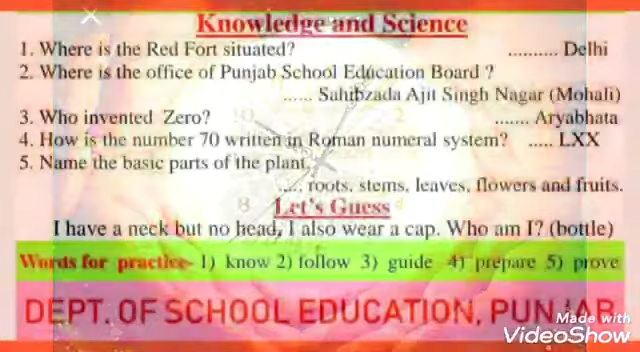 Knowledge and Science
1. Where is the Red Fort situated? .......... Delhi
2. Where is the office of Punjab School Education Board ?
...... Sahibzada Ajit Singh Nagar (Mohali)
3. Who invented Zero? ....... Aryabhata
4. How is the number 70 written in Roman numeral system? ..... LXX
5. Name the basic parts of the plant.
..... roots, stems, leaves, flowers and fruits.
Let's Guess
I have a neck but no head, I also wear a cap. Who am I? (bottle)
Words for practice- 1) know 2) follow 3) guide 4) prepare 5) prove
DEPT. OF SCHOOL EDUCATION, PUNJAB
Made with
VideoShow